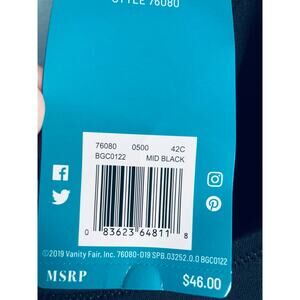 STYLE 76080
76080 0500 42C
BGC0122 MID BLACK
0 83623 64811 8
©2019 Vanity Fair, Inc. 76080-019 SPB.03252.0.0 BGC0122
MSRP $46.00